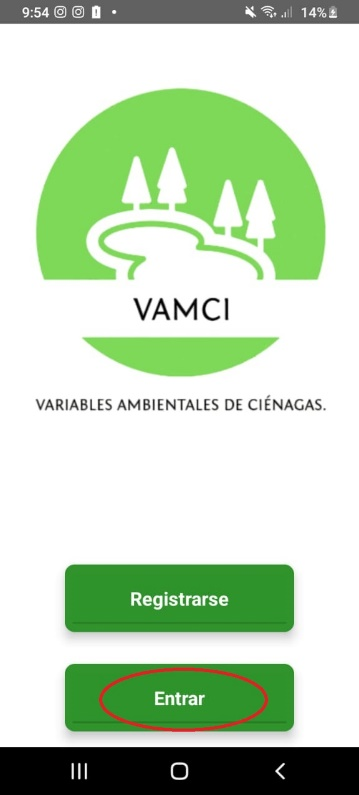 9:54 14%
VAMCI
VARIABLES AMBIENTALES DE CIÉNAGAS.
Registrarse
Entrar